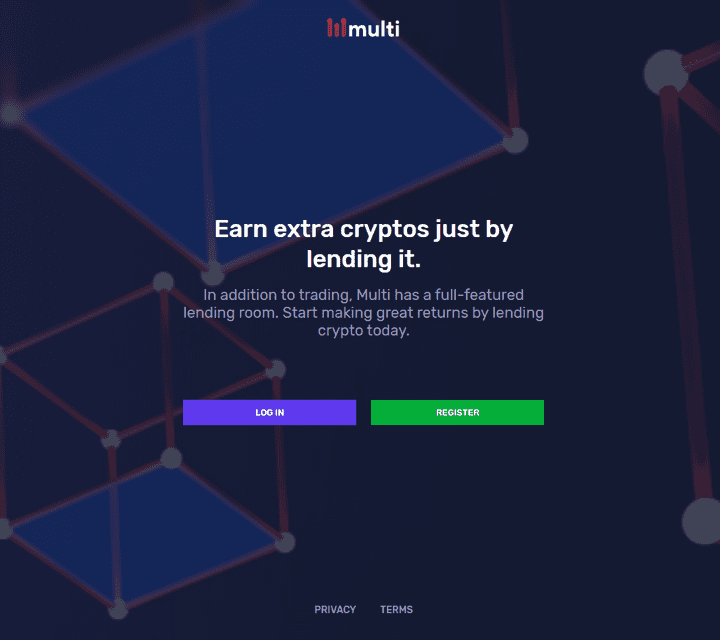 multi
Earn extra cryptos just by
lending it.
In addition to trading, Multi has a full-featured
lending room. Start making great returns by lending
crypto today.
LOG IN
REGISTER
PRIVACY
TERMS